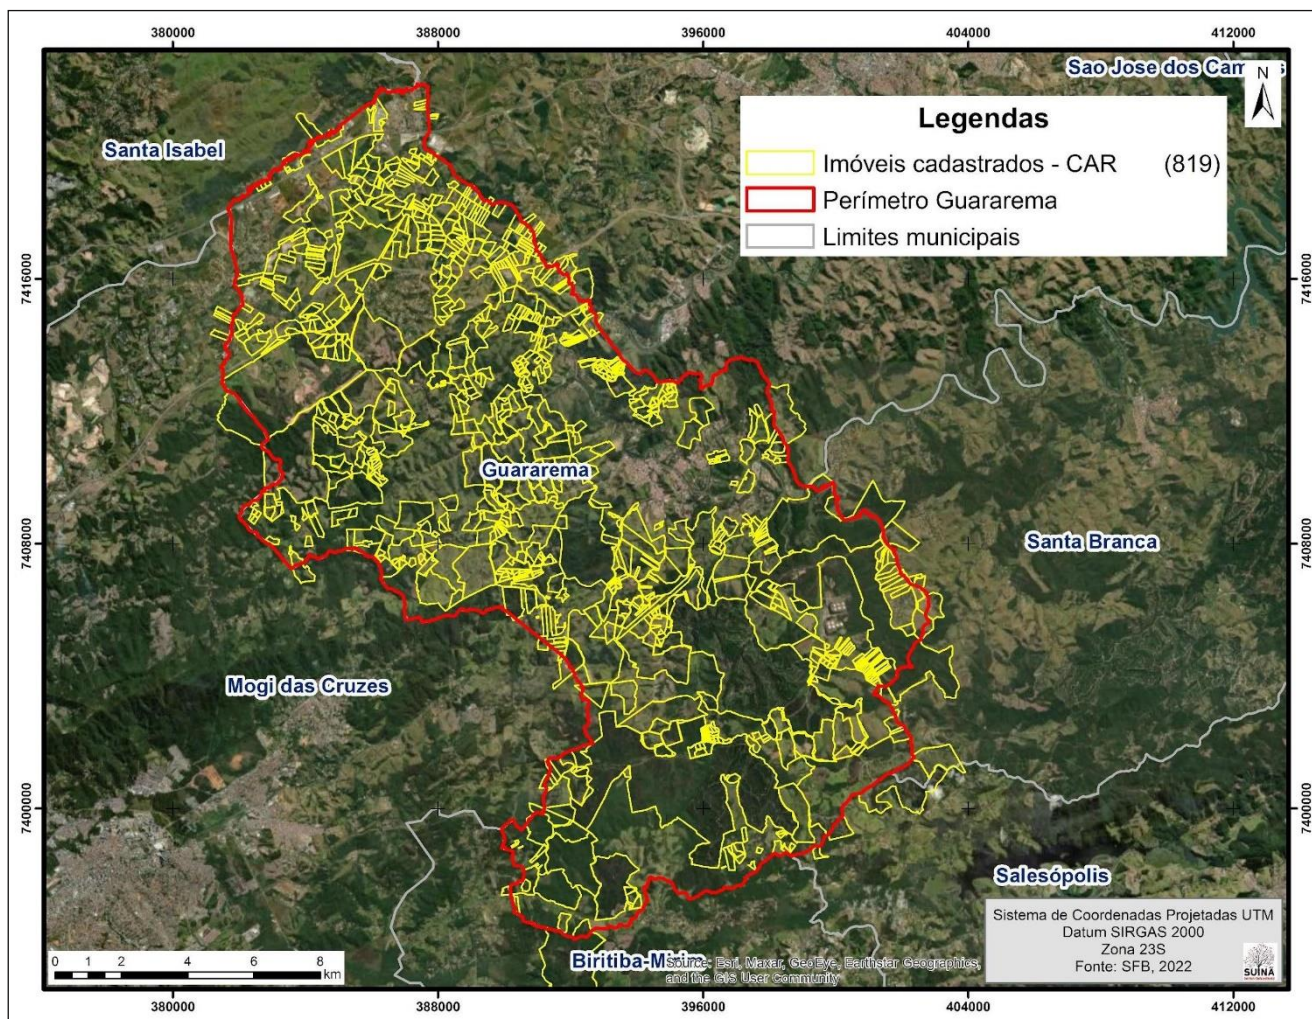 380000 388000 396000 404000 412000
Sao Jose dos Cam s
N
Legendas
Santa Isabel
Imóveis cadastrados - CAR (819)
Perímetro Guararema
Limites municipais
7416000 7416000
Guararema
7408000 7408000
Santa Branca
Mogi das Cruzes
7400000 7400000
Salesópolis
Sistema de Coordenadas Projetadas UTM
Datum SIRGAS 2000
Zona 23S
Fonte: SFB, 2022
SUINÃ
0 1 2 4 6 8
km
Biritiba-Mirim
Source: Esri, Maxar, GeoEye, Earthstar Geographics,
and the GIS User Community
380000 388000 396000 404000 412000